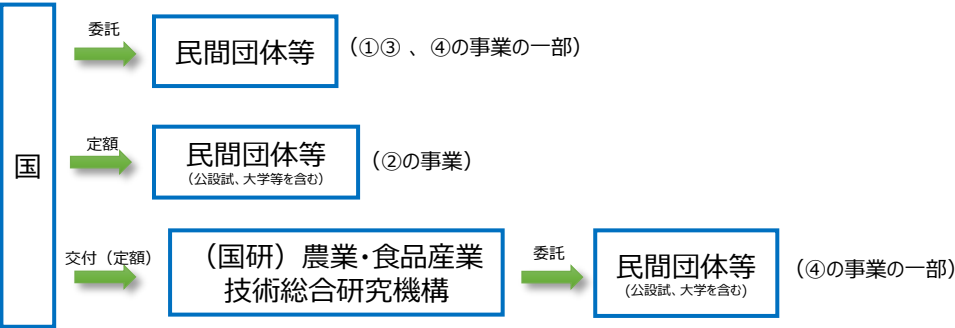 国
委託
民間団体等
（①③ 、④の事業の一部）
定額
民間団体等
（公設試、大学等を含む）
（②の事業）
交付（定額）
（国研）農業・食品産業
技術総合研究機構
委託
民間団体等
（公設試、大学を含む）
（④の事業の一部）